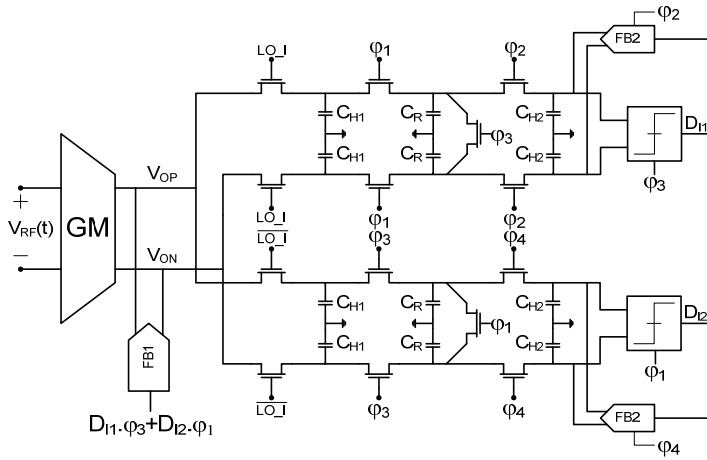 φ2
LO_I
φ1
φ2
FB2
CH1
CR
CH2
φ3
DI1
CH1
CR
CH2
φ3
VOP
+
VRF(t)
−
GM
LO_I
φ1
φ2
LO_I
φ3
φ4
VON
CH1
CR
CH2
φ1
DI2
CH1
CR
CH2
φ1
FB1
LO_I
φ3
φ4
FB2
φ4
DI1.φ3+DI2.φ1